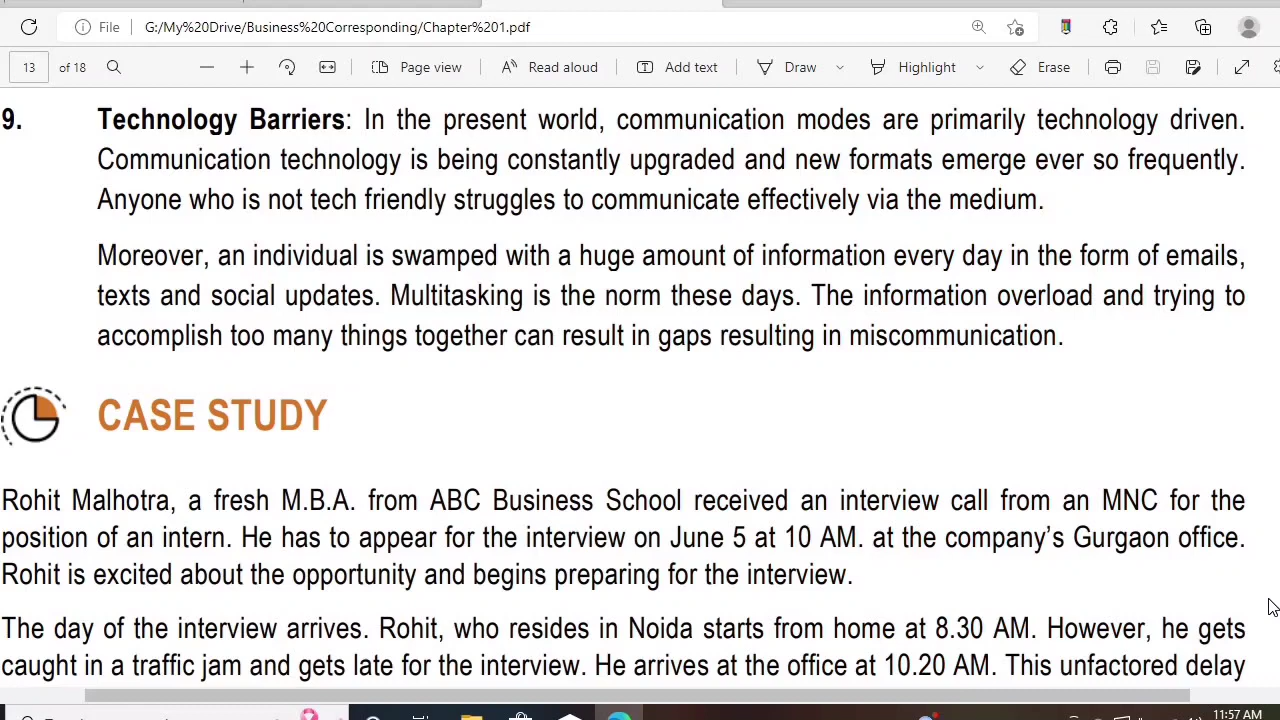 File G:/My%20Drive/Business%20Corresponding/Chapter%201.pdf
13 of 18 Page view Read aloud Add text Draw Highlight Erase
9. Technology Barriers: In the present world, communication modes are primarily technology driven.
Communication technology is being constantly upgraded and new formats emerge ever so frequently.
Anyone who is not tech friendly struggles to communicate effectively via the medium.
Moreover, an individual is swamped with a huge amount of information every day in the form of emails,
texts and social updates. Multitasking is the norm these days. The information overload and trying to
accomplish too many things together can result in gaps resulting in miscommunication.
CASE STUDY
Rohit Malhotra, a fresh M.B.A. from ABC Business School received an interview call from an MNC for the
position of an intern. He has to appear for the interview on June 5 at 10 AM. at the company's Gurgaon office.
Rohit is excited about the opportunity and begins preparing for the interview.
The day of the interview arrives. Rohit, who resides in Noida starts from home at 8.30 AM. However, he gets
caught in a traffic jam and gets late for the interview. He arrives at the office at 10.20 AM. This unfactored delay
11:57 AM